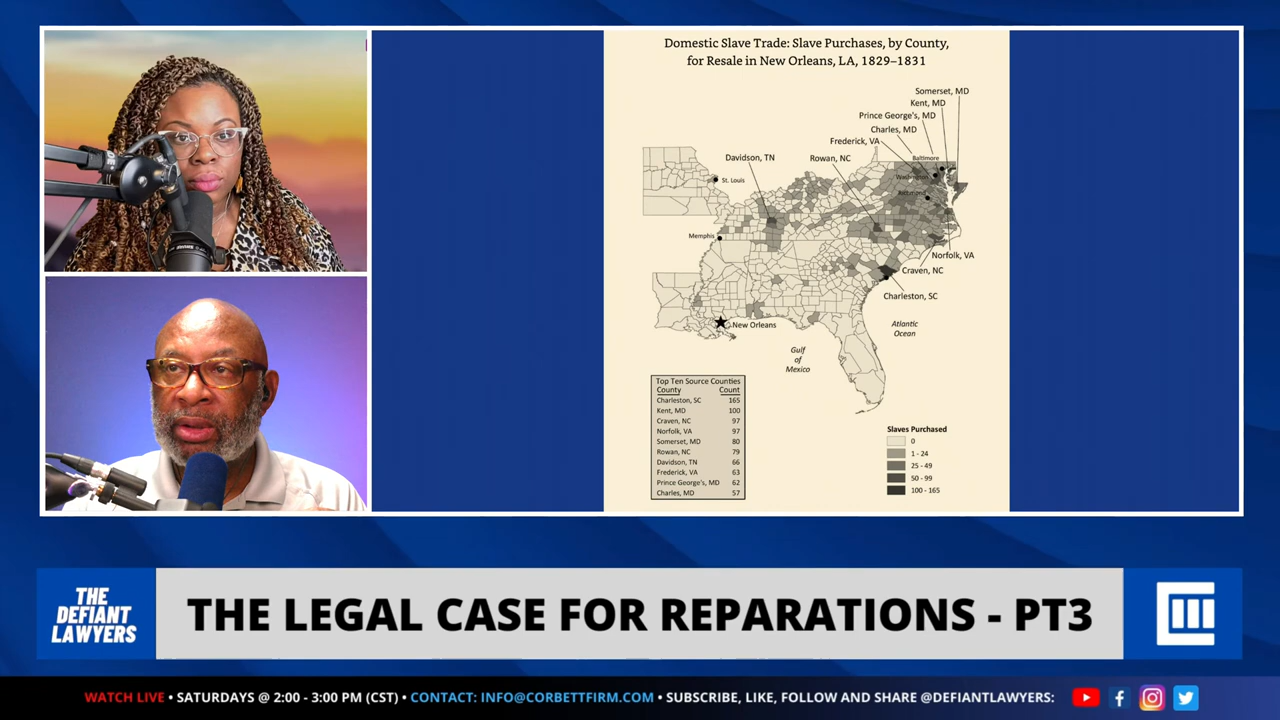 Domestic Slave Trade: Slave Purchases, by County,
for Resale in New Orleans, LA, 1829–1831
Somerset, MD
Kent, MD
Prince George's, MD
Charles, MD
Frederick, VA
Davidson, TN
Rowan, NC
Baltimore
Washington
Richmond
St. Louis
Memphis
Norfolk, VA
Craven, NC
Charleston, SC
New Orleans
Atlantic
Ocean
Gulf
of
Mexico
Top Ten Source Counties
County Count
Charleston, SC 165
Kent, MD 100
Craven, NC 97
Norfolk, VA 97
Somerset, MD 80
Rowan, NC 79
Davidson, TN 66
Frederick, VA 63
Prince George's, MD 62
Charles, MD 57
Slaves Purchased
0
1 - 24
25 - 49
50 - 99
100 - 165
THE
DEFIANT
LAWYERS
THE LEGAL CASE FOR REPARATIONS - PT3
WATCH LIVE • SATURDAYS @ 2:00 - 3:00 PM (CST) • CONTACT: INFO@CORBETTFIRM.COM • SUBSCRIBE, LIKE, FOLLOW AND SHARE @DEFIANTLAWYERS: